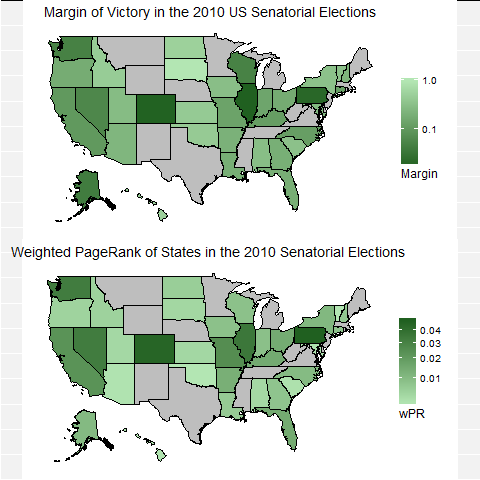 Margin of Victory in the 2010 US Senatorial Elections
1.0
0.1
Margin
Weighted PageRank of States in the 2010 Senatorial Elections
0.04
0.03
0.02
0.01
wPR